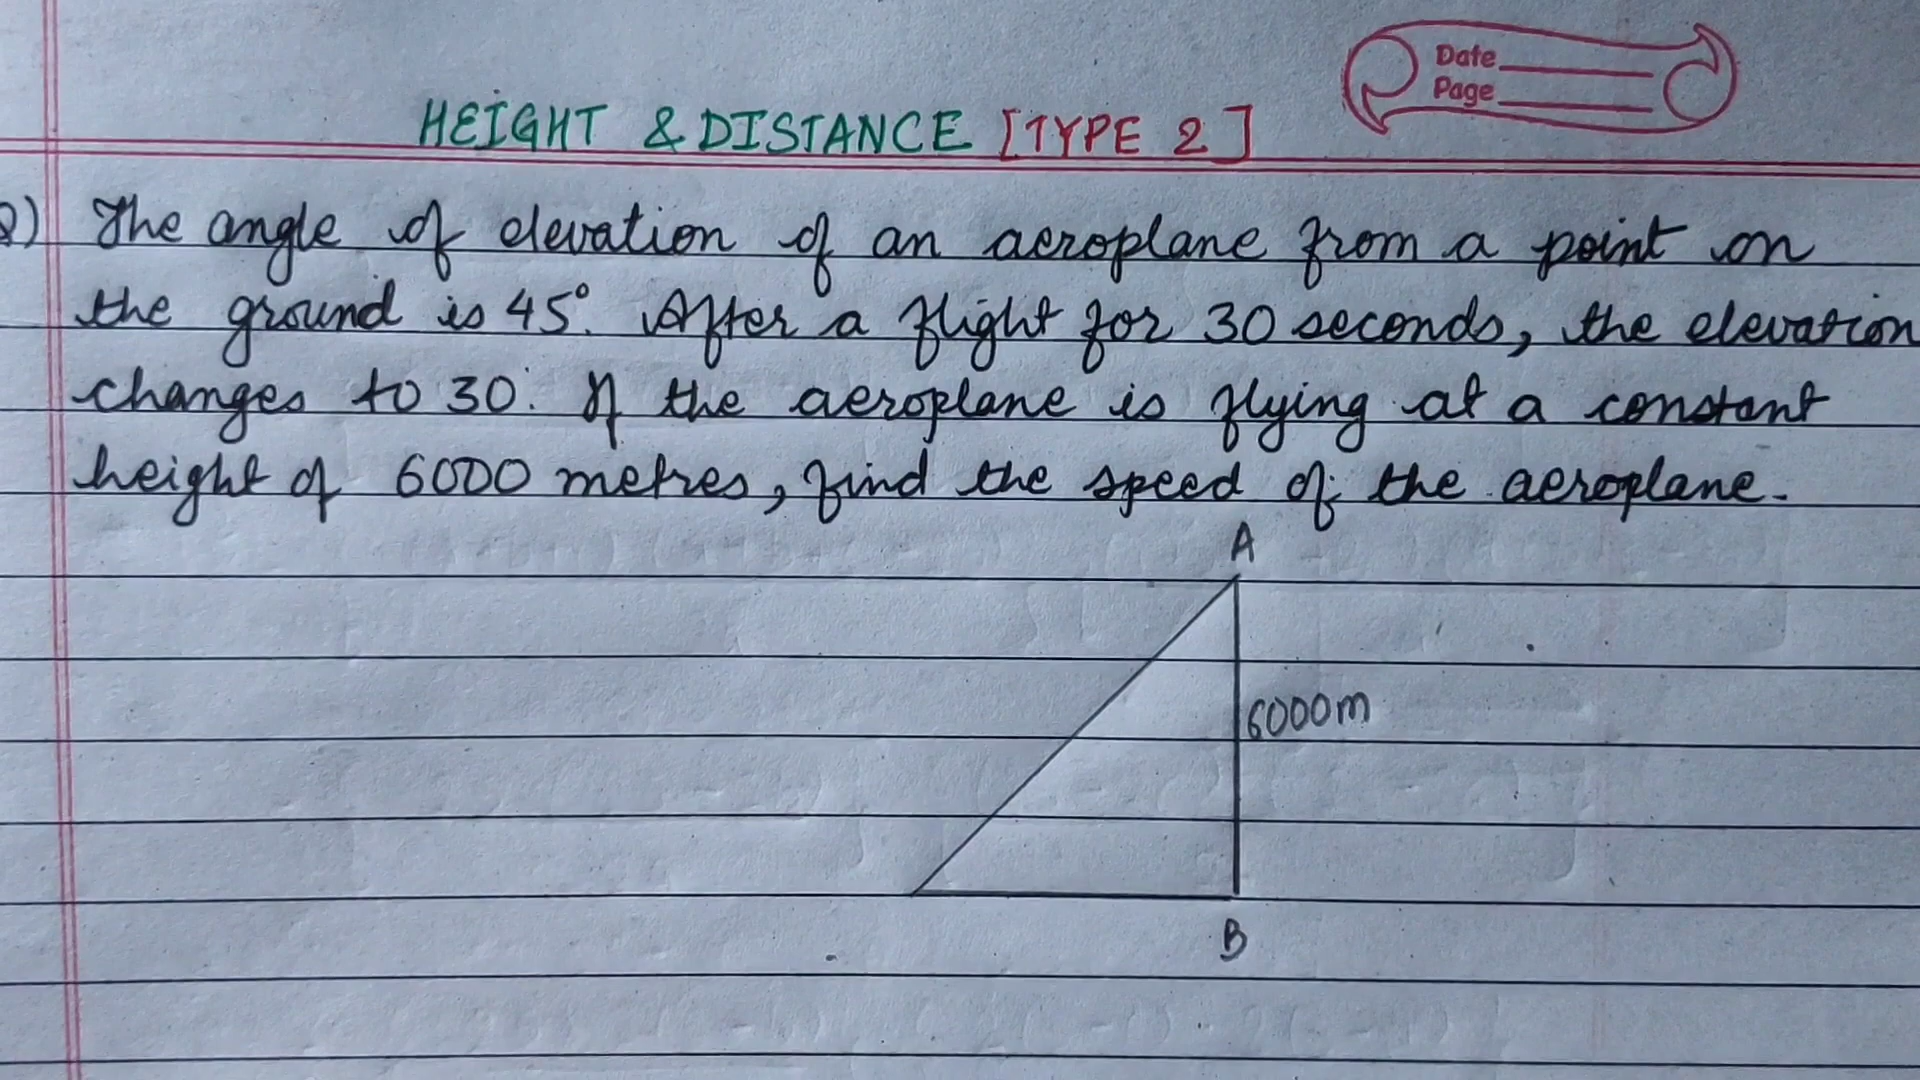 Date
Page
HEIGHT & DISTANCE [TYPE 2]
Q) The angle of elevation of an aeroplane from a point on
the ground is 45°. After a flight for 30 seconds, the elevation
changes to 30°. If the aeroplane is flying at a constant
height of 6000 metres, find the speed of the aeroplane.
A
6000m
B